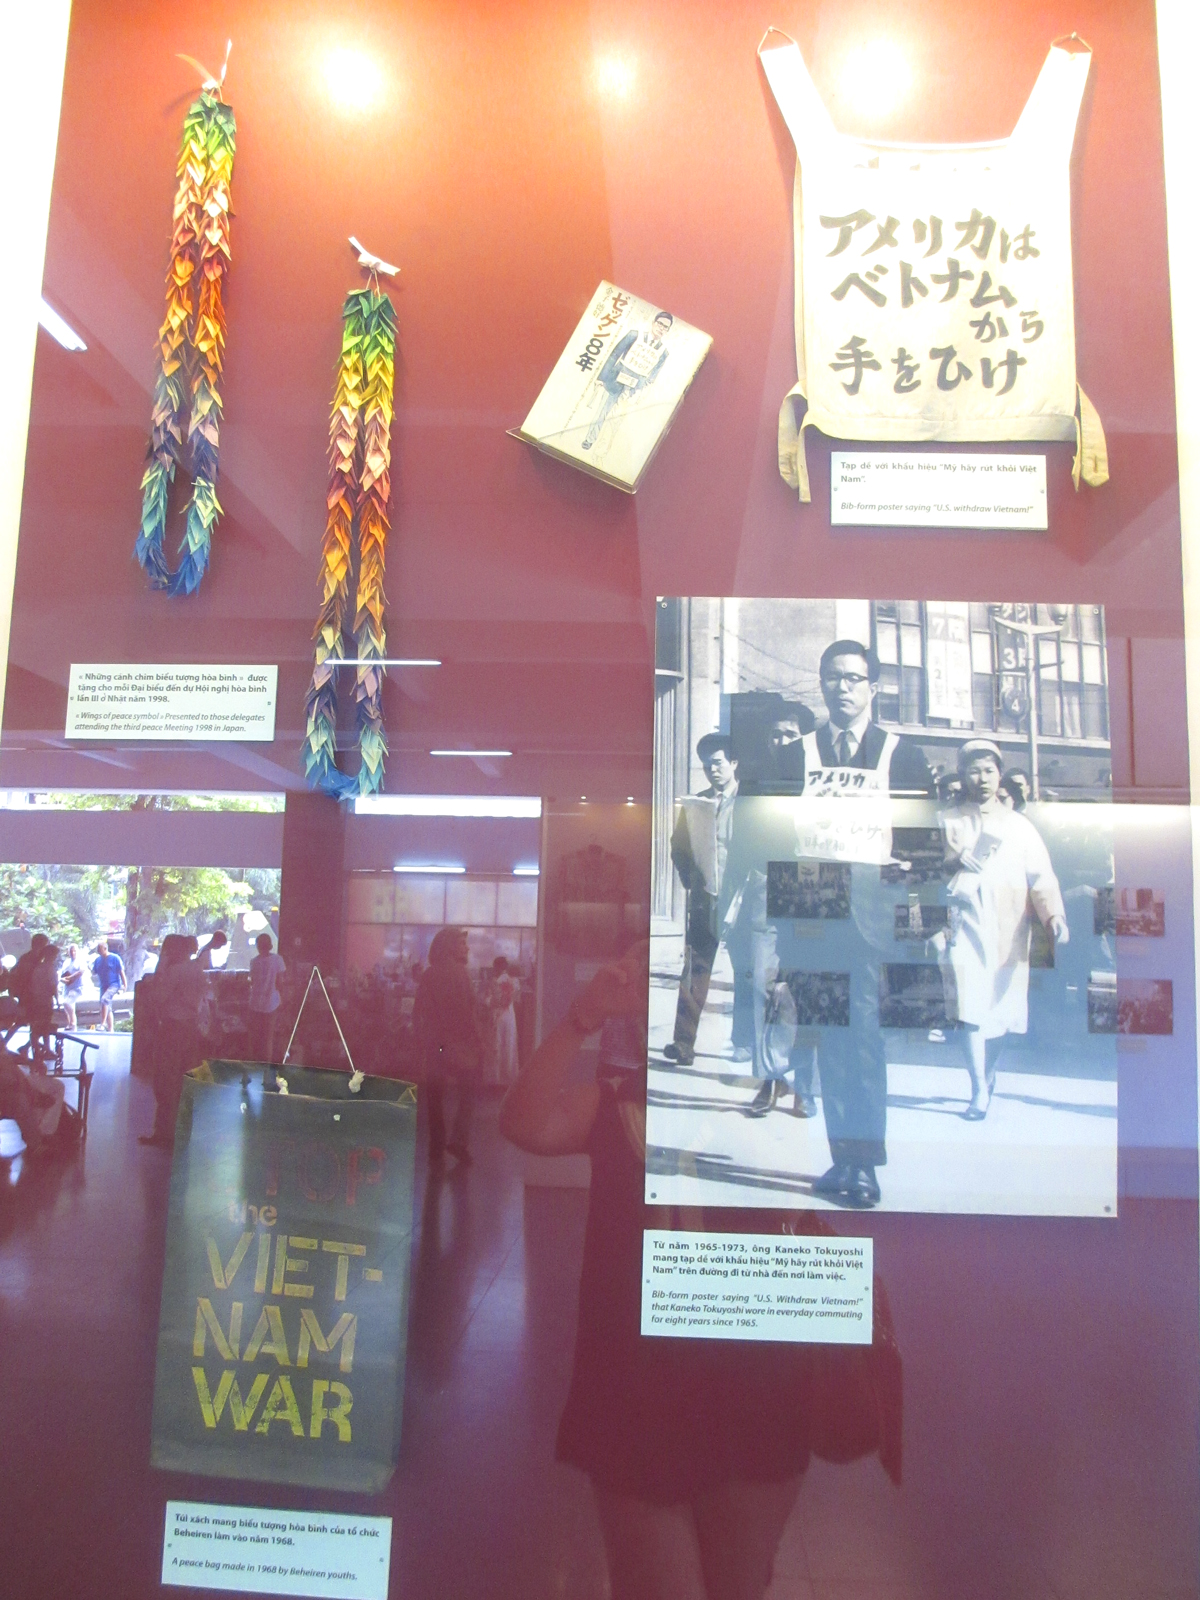 アメリカは
ベトナムから
手をひけ
ゼッケン8年
Tạp dề với khẩu hiệu "Mỹ hãy rút khỏi Việt
Nam".
Bib-form poster saying "U.S. withdraw Vietnam!"
« Những cánh chim biểu tượng hòa bình » được
tặng cho mỗi Đại biểu đến dự Hội nghị hòa bình
lần III ở Nhật năm 1998.
« Wings of peace symbol » Presented to those delegates
attending the third peace Meeting 1998 in Japan.
7
2
3
4
アメリカは
STOP
the
VIET-
NAM
WAR
Từ năm 1965-1973, ông Kaneko Tokuyoshi
mang tạp dề với khẩu hiệu "Mỹ hãy rút khỏi Việt
Nam" trên đường đi từ nhà đến nơi làm việc.
Bib-form poster saying "U.S. Withdraw Vietnam!"
that Kaneko Tokuyoshi wore in everyday commuting
for eight years since 1965.
Túi xách mang biểu tượng hòa bình của tổ chức
Beheiren làm vào năm 1968.
A peace bag made in 1968 by Beheiren youths.